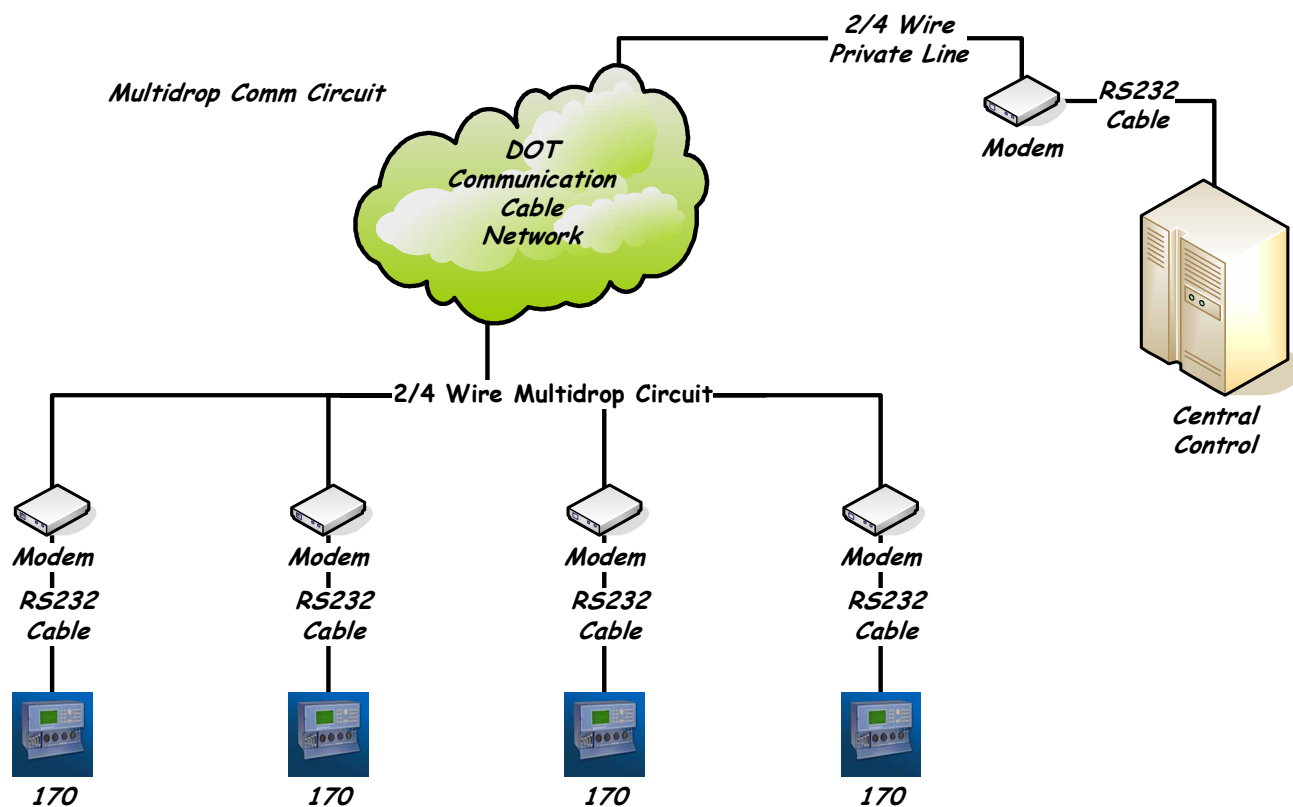 2/4 Wire
Private Line
Multidrop Comm Circuit
RS232
Cable
Modem
DOT
Communication
Cable
Network
Central
Control
2/4 Wire Multidrop Circuit
Modem
Modem
Modem
Modem
RS232
Cable
RS232
Cable
RS232
Cable
RS232
Cable
170
170
170
170